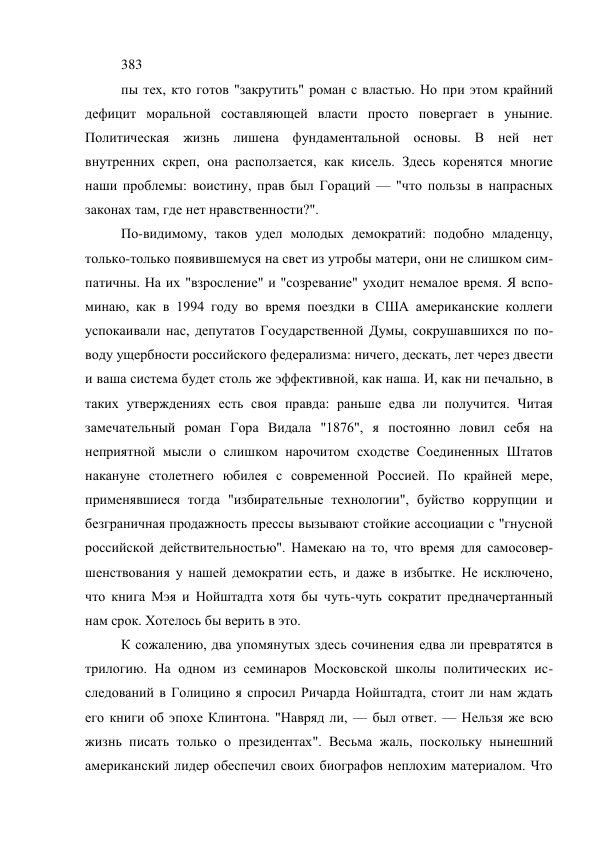 383
пы тех, кто готов "закрутить" роман с властью. Но при этом крайний
дефицит моральной составляющей власти просто повергает в уныние.
Политическая жизнь лишена фундаментальной основы. В ней нет
внутренних скреп, она расползается, как кисель. Здесь коренятся многие
наши проблемы: воистину, прав был Гораций — "что пользы в напрасных
законах там, где нет нравственности?".
По-видимому, таков удел молодых демократий: подобно младенцу,
только-только появившемуся на свет из утробы матери, они не слишком сим-
патичны. На их "взросление" и "созревание" уходит немалое время. Я вспо-
минаю, как в 1994 году во время поездки в США американские коллеги
успокаивали нас, депутатов Государственной Думы, сокрушавшихся по по-
воду ущербности российского федерализма: ничего, дескать, лет через двести
и ваша система будет столь же эффективной, как наша. И, как ни печально, в
таких утверждениях есть своя правда: раньше едва ли получится. Читая
замечательный роман Гора Видала "1876", я постоянно ловил себя на
неприятной мысли о слишком нарочитом сходстве Соединенных Штатов
накануне столетнего юбилея с современной Россией. По крайней мере,
применявшиеся тогда "избирательные технологии", буйство коррупции и
безграничная продажность прессы вызывают стойкие ассоциации с "гнусной
российской действительностью". Намекаю на то, что время для самосовер-
шенствования у нашей демократии есть, и даже в избытке. Не исключено,
что книга Мэя и Нойштадта хотя бы чуть-чуть сократит предначертанный
нам срок. Хотелось бы верить в это.
К сожалению, два упомянутых здесь сочинения едва ли превратятся в
трилогию. На одном из семинаров Московской школы политических ис-
следований в Голицино я спросил Ричарда Нойштадта, стоит ли нам ждать
его книги об эпохе Клинтона. "Навряд ли, — был ответ. — Нельзя же всю
жизнь писать только о президентах". Весьма жаль, поскольку нынешний
американский лидер обеспечил своих биографов неплохим материалом. Что